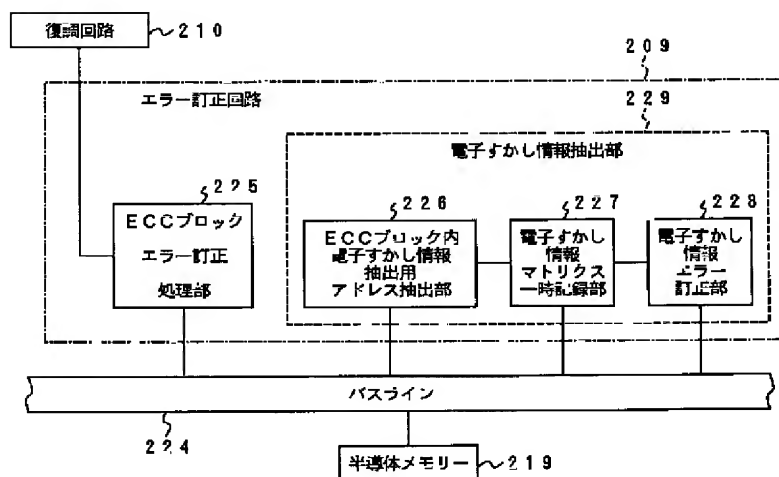 復調回路
210
209
エラー訂正回路
229
電子すかし情報抽出部
225
ECCブロック
エラー訂正
処理部
226
ECCブロック内
電子すかし情報
抽出用
アドレス抽出部
227
電子すかし
情報
マトリクス
一時記録部
228
電子すかし
情報
エラー
訂正部
バスライン
224
半導体メモリー
219